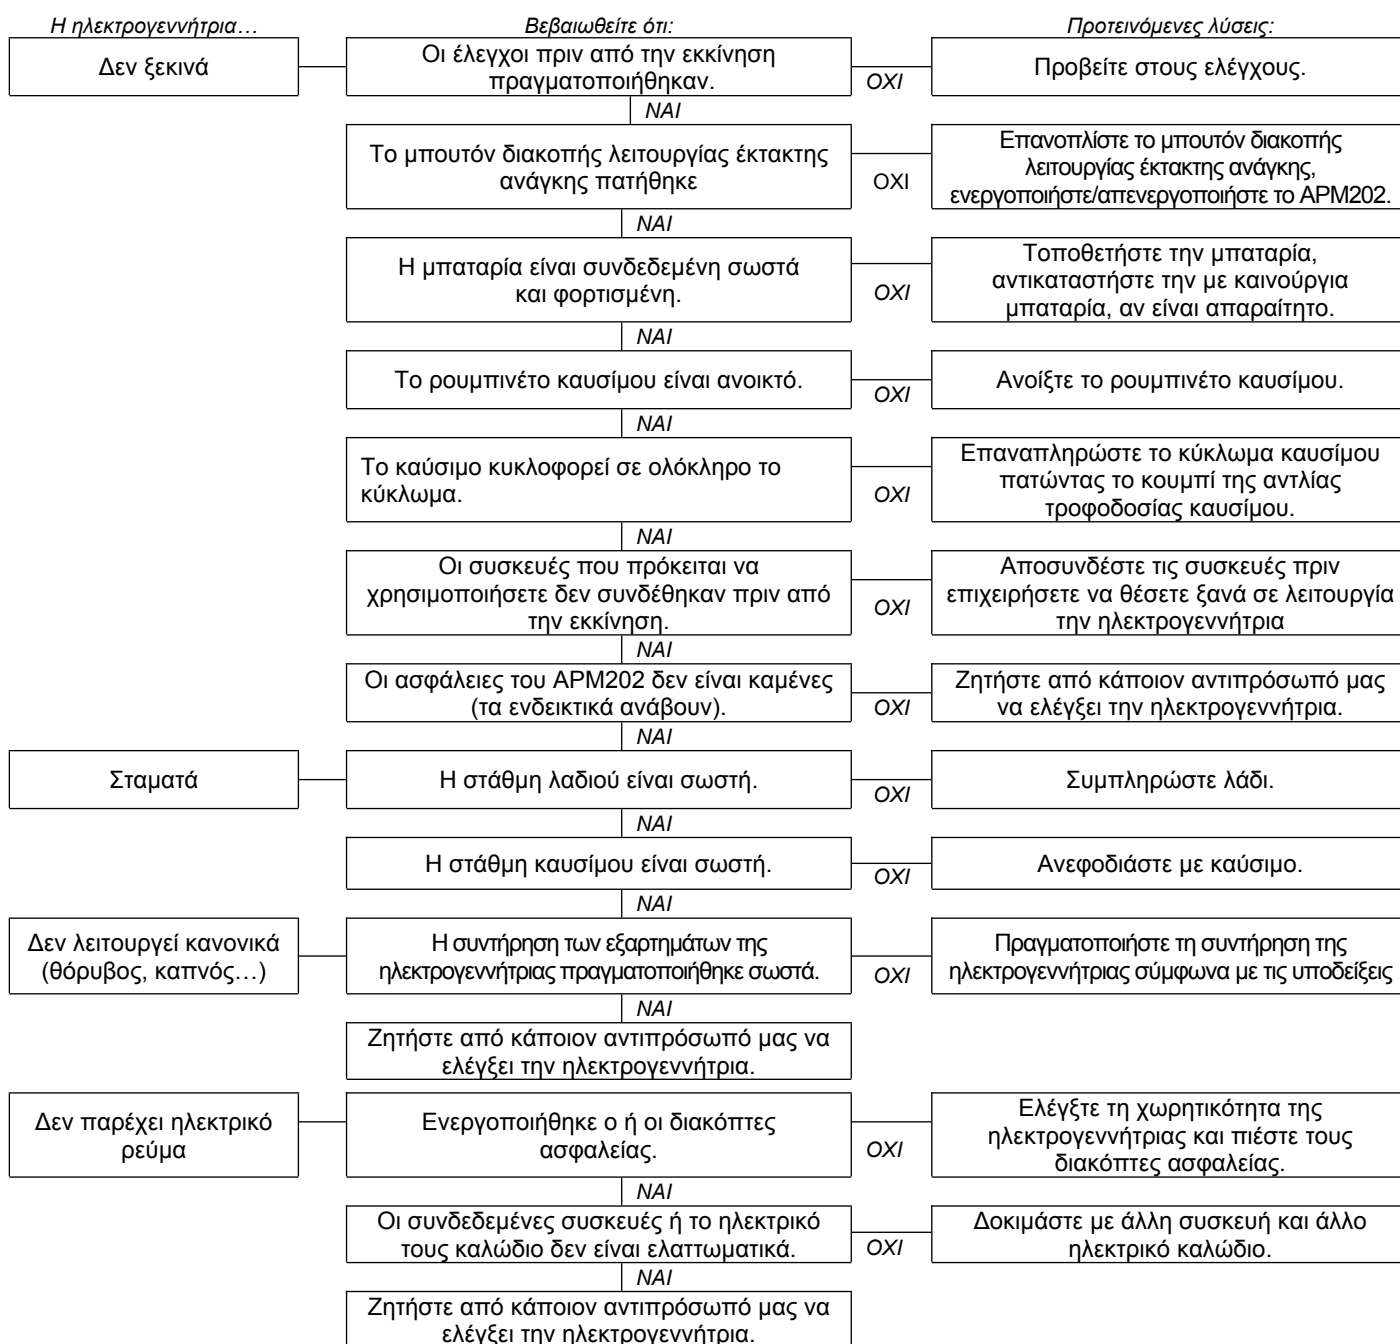 Η ηλεκτρογεννήτρια…
Βεβαιωθείτε ότι:
Προτεινόμενες λύσεις:
Δεν ξεκινά
Οι έλεγχοι πριν από την εκκίνηση
πραγματοποιήθηκαν.
ΟΧΙ
Προβείτε στους ελέγχους.
ΝΑΙ
Το μπουτόν διακοπής λειτουργίας έκτακτης
ανάγκης πατήθηκε
ΟΧΙ
Επανοπλίστε το μπουτόν διακοπής
λειτουργίας έκτακτης ανάγκης,
ενεργοποιήστε/απενεργοποιήστε το APM202.
ΝΑΙ
Η μπαταρία είναι συνδεδεμένη σωστά
και φορτισμένη.
ΟΧΙ
Τοποθετήστε την μπαταρία,
αντικαταστήστε την με καινούργια
μπαταρία, αν είναι απαραίτητο.
ΝΑΙ
Το ρουμπινέτο καυσίμου είναι ανοικτό.
ΟΧΙ
Ανοίξτε το ρουμπινέτο καυσίμου.
ΝΑΙ
Το καύσιμο κυκλοφορεί σε ολόκληρο το
κύκλωμα.
ΟΧΙ
Επαναπληρώστε το κύκλωμα καυσίμου
πατώντας το κουμπί της αντλίας
τροφοδοσίας καυσίμου.
ΝΑΙ
Οι συσκευές που πρόκειται να
χρησιμοποιήσετε δεν συνδέθηκαν πριν από
την εκκίνηση.
ΟΧΙ
Αποσυνδέστε τις συσκευές πριν
επιχειρήσετε να θέσετε ξανά σε λειτουργία
την ηλεκτρογεννήτρια
ΝΑΙ
Οι ασφάλειες του APM202 δεν είναι καμένες
(τα ενδεικτικά ανάβουν).
ΟΧΙ
Ζητήστε από κάποιον αντιπρόσωπό μας
να ελέγξει την ηλεκτρογεννήτρια.
ΝΑΙ
Σταματά
Η στάθμη λαδιού είναι σωστή.
ΟΧΙ
Συμπληρώστε λάδι.
ΝΑΙ
Η στάθμη καυσίμου είναι σωστή.
ΟΧΙ
Ανεφοδιάστε με καύσιμο.
ΝΑΙ
Δεν λειτουργεί κανονικά
(θόρυβος, καπνός…)
Η συντήρηση των εξαρτημάτων της
ηλεκτρογεννήτριας πραγματοποιήθηκε σωστά.
ΟΧΙ
Πραγματοποιήστε τη συντήρηση της
ηλεκτρογεννήτριας σύμφωνα με τις υποδείξεις
ΝΑΙ
Ζητήστε από κάποιον αντιπρόσωπό μας να
ελέγξει την ηλεκτρογεννήτρια.
Δεν παρέχει ηλεκτρικό
ρεύμα
Ενεργοποιήθηκε ο ή οι διακόπτες
ασφαλείας.
ΟΧΙ
Ελέγξτε τη χωρητικότητα της
ηλεκτρογεννήτριας και πιέστε τους
διακόπτες ασφαλείας.
ΝΑΙ
Οι συνδεδεμένες συσκευές ή το ηλεκτρικό
τους καλώδιο δεν είναι ελαττωματικά.
ΟΧΙ
Δοκιμάστε με άλλη συσκευή και άλλο
ηλεκτρικό καλώδιο.
ΝΑΙ
Ζητήστε από κάποιον αντιπρόσωπό μας να
ελέγξει την ηλεκτρογεννήτρια.